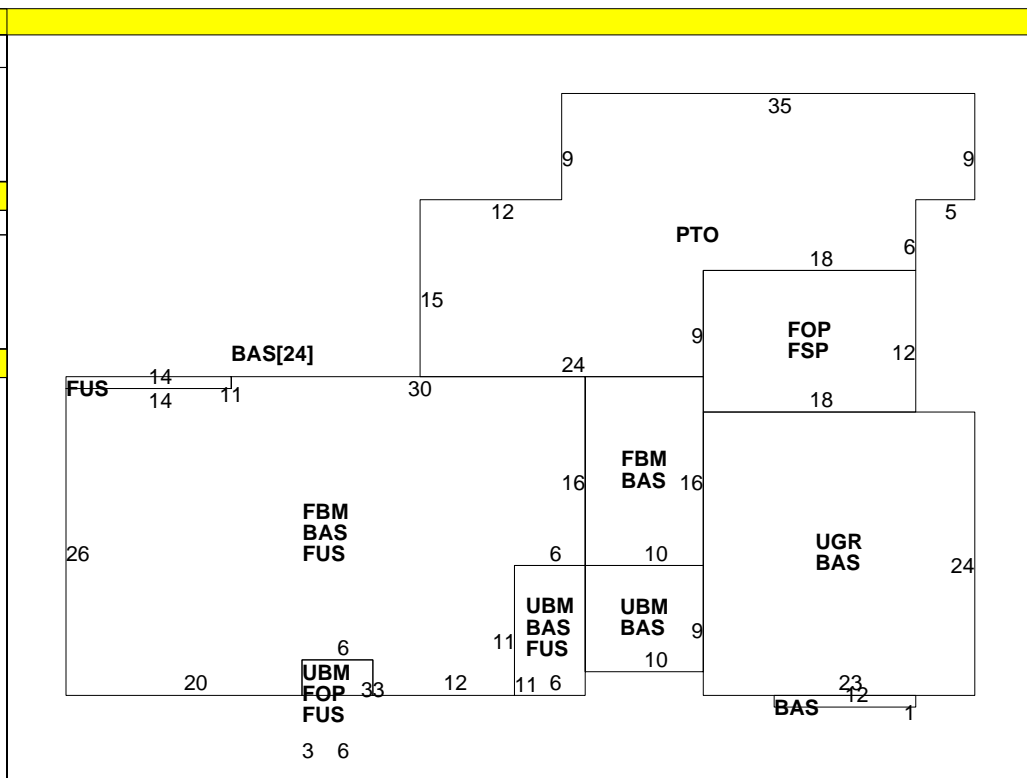 35
9 9
12 5
PTO
6
18
15
FOP
FSP
9 12
BAS[24]
24
14
FUS 11 30
14
18
FBM
BAS
16 16
FBM
BAS
FUS
UGR
BAS
26 6 10 24
UBM
BAS
FUS
UBM
BAS
9
11
6
10
UBM
FOP
FUS
20 33 12 11 6 23
12
BAS 1
3 6